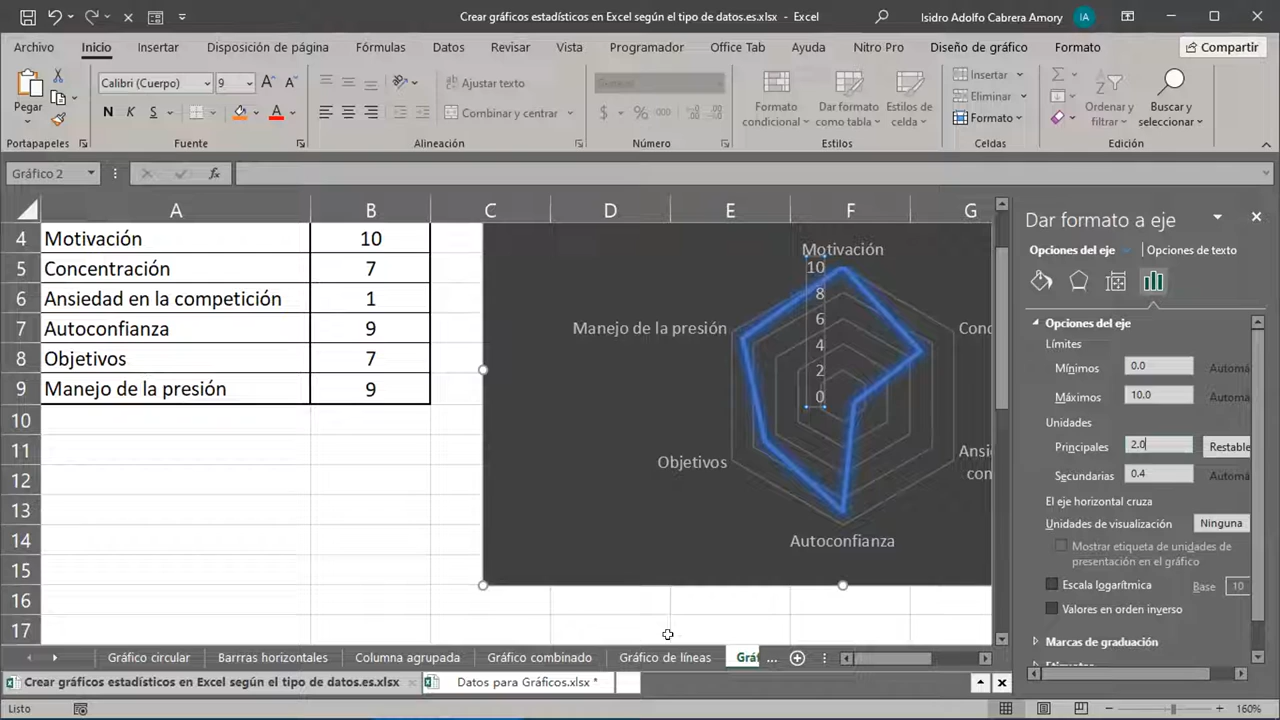 Crear gráficos estadísticos en Excel según el tipo de datos.es.xlsx - Excel
Isidro Adolfo Cabrera Amory
IA
Archivo Inicio Insertar Disposición de página Fórmulas Datos Revisar Vista Programador Office Tab Ayuda Nitro Pro Diseño de gráfico Formato Compartir
Pegar
Portapapeles
Calibri (Cuerpo) 9
N K S
Fuente
Ajustar texto
Combinar y centrar
Alineación
$ % 000
Número
Formato condicional
Dar formato como tabla
Estilos de celda
Estilos
Insertar
Eliminar
Formato
Celdas
Ordenar y filtrar
Buscar y seleccionar
Edición
Gráfico 2
fx
A B C D E F G
4 Motivación 10
5 Concentración 7
6 Ansiedad en la competición 1
7 Autoconfianza 9
8 Objetivos 7
9 Manejo de la presión 9
10
11
12
13
14
15
16
17
Motivación
10
8
6
4
2
0
Manejo de la presión
Conc
Objetivos
Ansi
con
Autoconfianza
Dar formato a eje
Opciones del eje
Opciones de texto
Opciones del eje
Límites
Mínimos 0.0 Automá
Máximos 10.0 Automá
Unidades
Principales 2.0 Restable
Secundarias 0.4 Automá
El eje horizontal cruza
Unidades de visualización Ninguna
Mostrar etiqueta de unidades de
presentación en el gráfico
Escala logarítmica Base 10
Valores en orden inverso
Marcas de graduación
Gráfico circular Barrras horizontales Columna agrupada Gráfico combinado Gráfico de líneas Gráf ...
Crear gráficos estadísticos en Excel según el tipo de datos.es.xlsx
Datos para Gráficos.xlsx *
Listo
160%